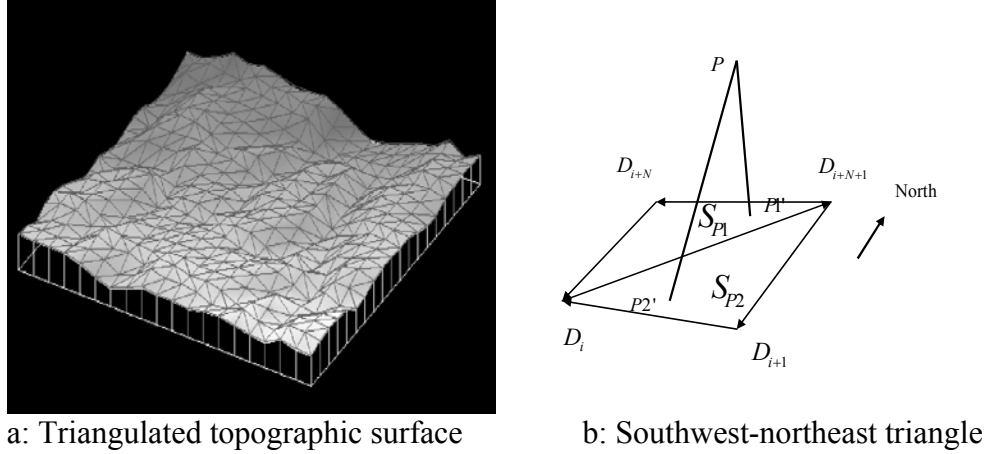 P
D_{i+N}
D_{i+N+1}
North
P1'
S_{P1}
S_{P2}
P2'
D_i
D_{i+1}
a: Triangulated topographic surface
b: Southwest-northeast triangle